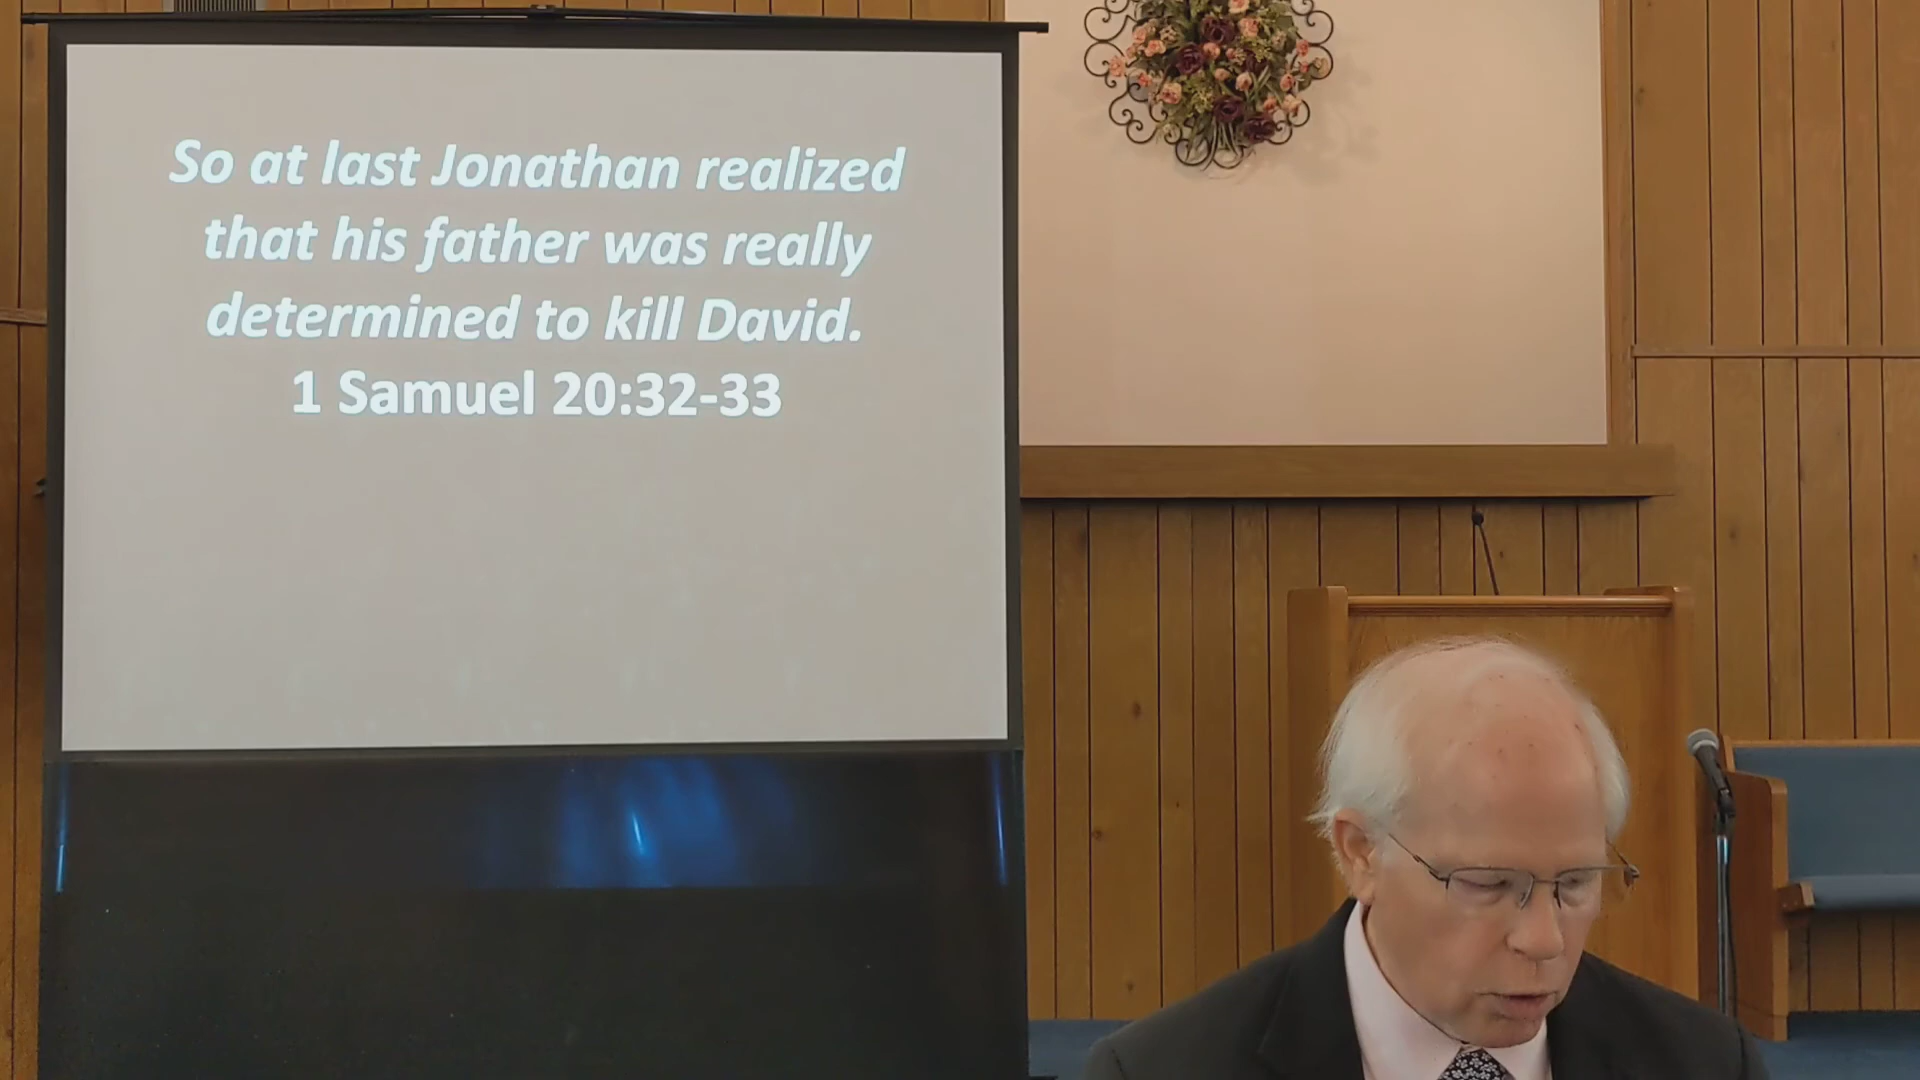 So at last Jonathan realized
that his father was really
determined to kill David.
1 Samuel 20:32-33